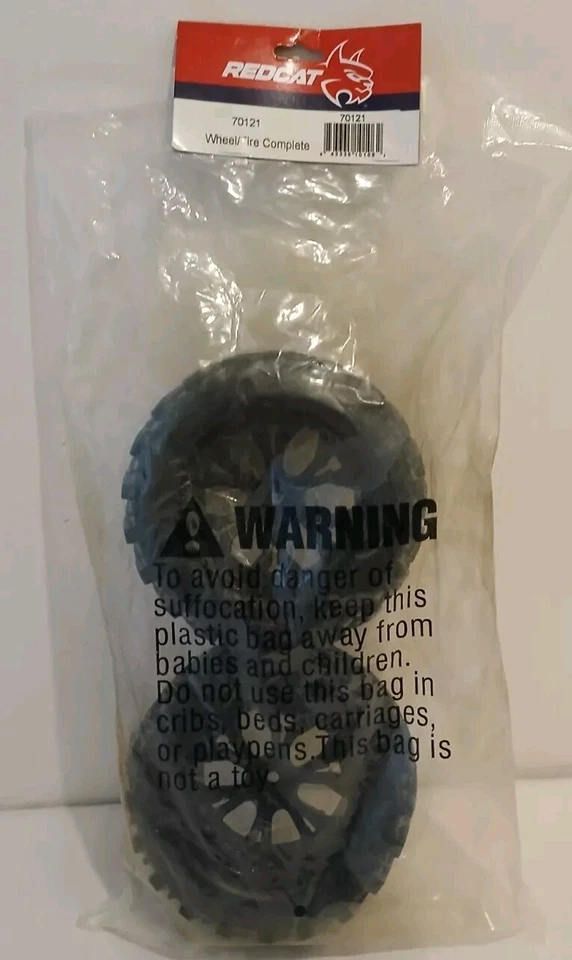 REDCAT
70121
70121
Wheel/Tire Complete
WARNING
To avoid danger of
suffocation, keep this
plastic bag away from
babies and children.
Do not use this bag in
cribs, beds, carriages,
or playpens.This bag is
not a toy.